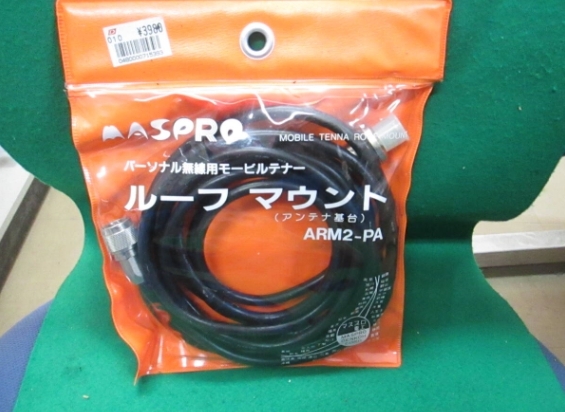 010 ¥3980
MASPRO
MOBILE TENNA ROOF MOUNT
パーソナル無線用モービルテナー
ルーフ マウント
(アンテナ基台)
ARM2-PA